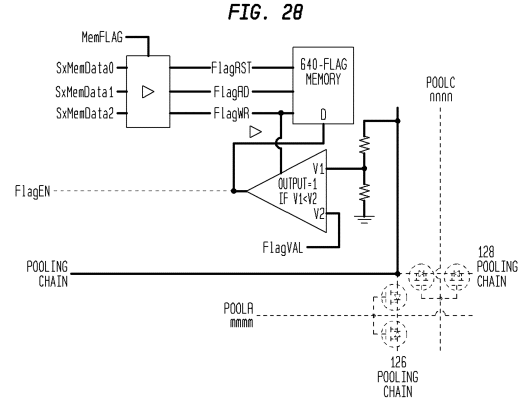 FIG. 28
MemFLAG
SxMemData0
SxMemData1
SxMemData2
FlagRST
FlagRD
FlagWR
640-FLAG
MEMORY
D
POOLC
nnnn
V1
OUTPUT=1
IF V1<V2
V2
FlagEN
FlagVAL
POOLING
CHAIN
128
POOLING
CHAIN
POOLR
mmmm
126
POOLING
CHAIN